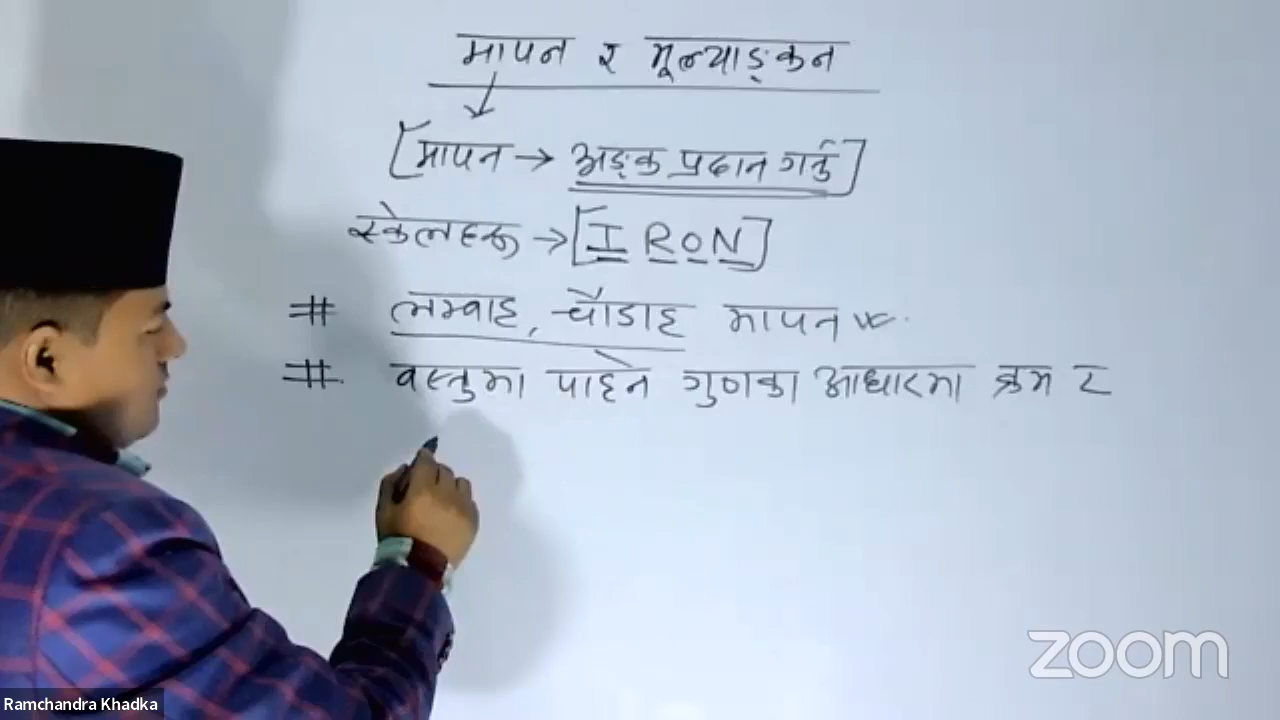 मापन र मूल्याङ्कन
[मापन → अङ्क प्रदान गर्नु]
स्केलहरू → [I R O N]
# लम्वाइ, चौडाइ मापन
# वस्तुमा पाइने गुणका आधारमा क्रम र
zoom
Ramchandra Khadka